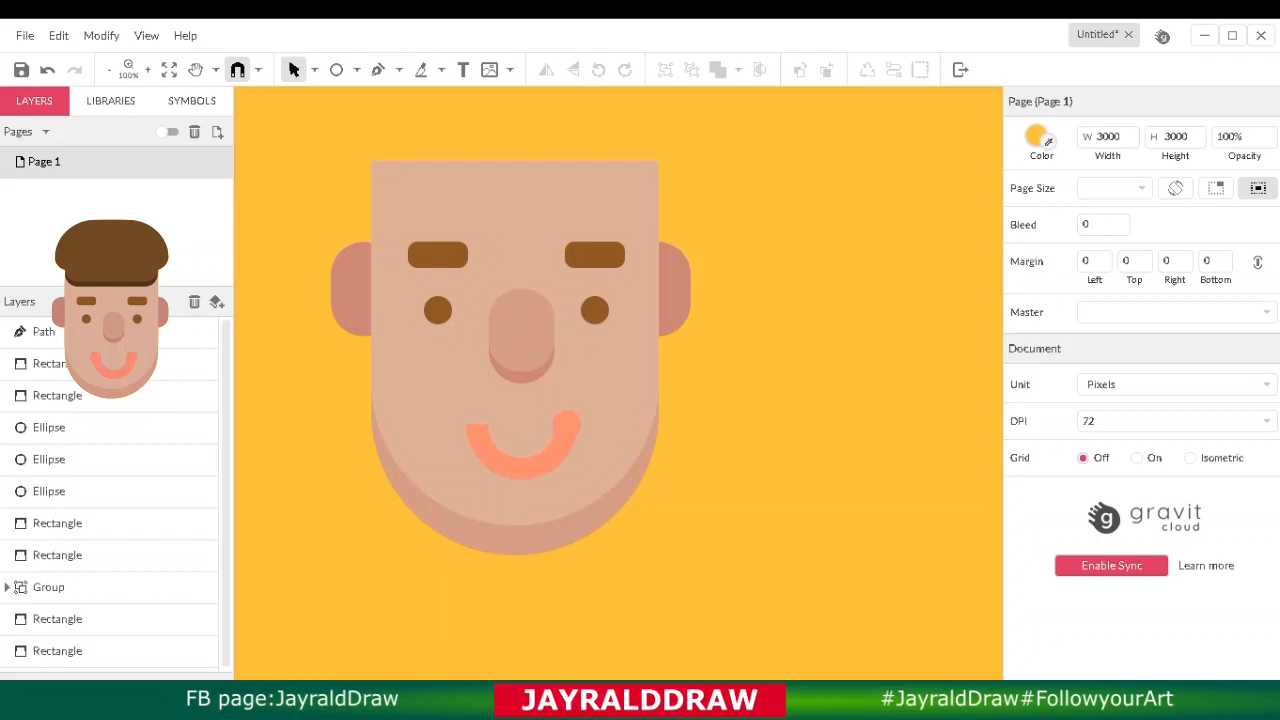 File Edit Modify View Help
Untitled*
- 100% +
LAYERS LIBRARIES SYMBOLS
Pages
Page 1
Layers
Path
Rectangle
Ellipse
Ellipse
Ellipse
Rectangle
Rectangle
Group
Rectangle
Rectangle
Page (Page 1)
W 3000 H 3000 100%
Color Width Height Opacity
Page Size
Bleed 0
Margin 0 0 0 0
Left Top Right Bottom
Master
Document
Unit Pixels
DPI 72
Grid Off On Isometric
g gravit
cloud
Enable Sync Learn more
FB page:JayraldDraw JAYRALDDRAW #JayraldDraw#FollowyourArt